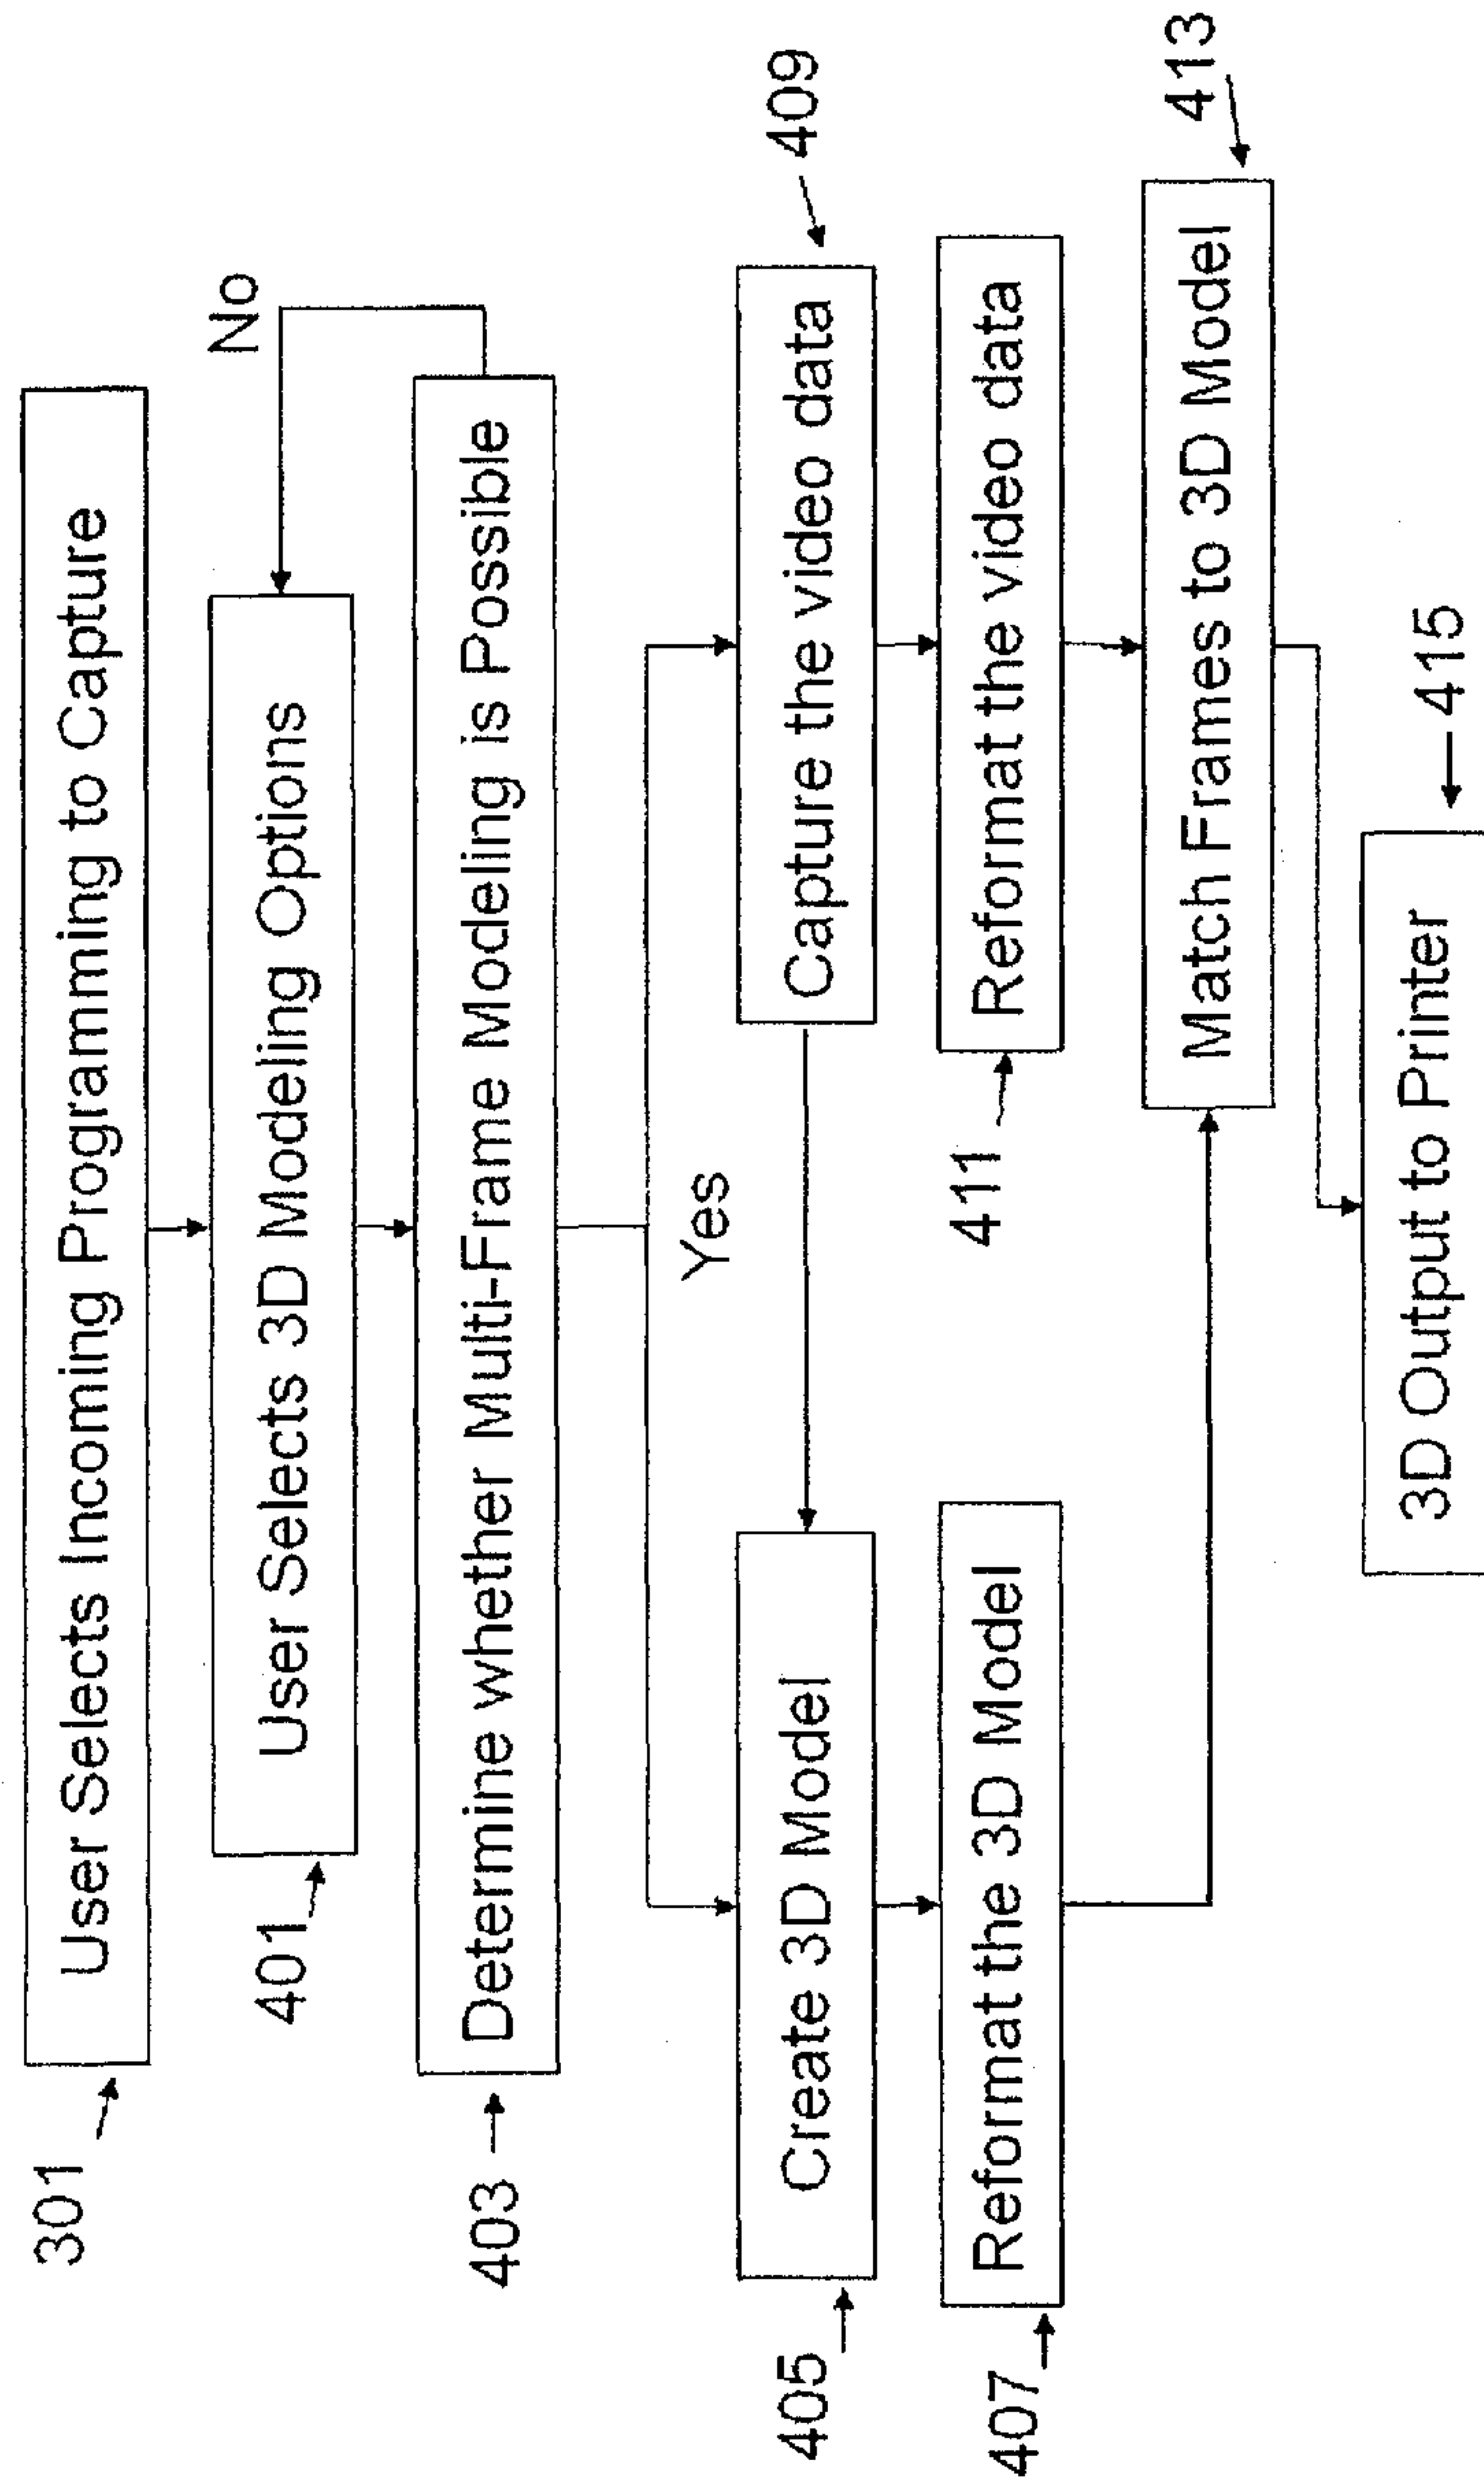 301
User Selects Incoming Programming to Capture
401
User Selects 3D Modeling Options
No
403
Determine whether Multi-Frame Modeling is Possible
Yes
405
Create 3D Model
Capture the video data
409
407
Reformat the 3D Model
411
Reformat the video data
Match Frames to 3D Model
413
3D Output to Printer
415